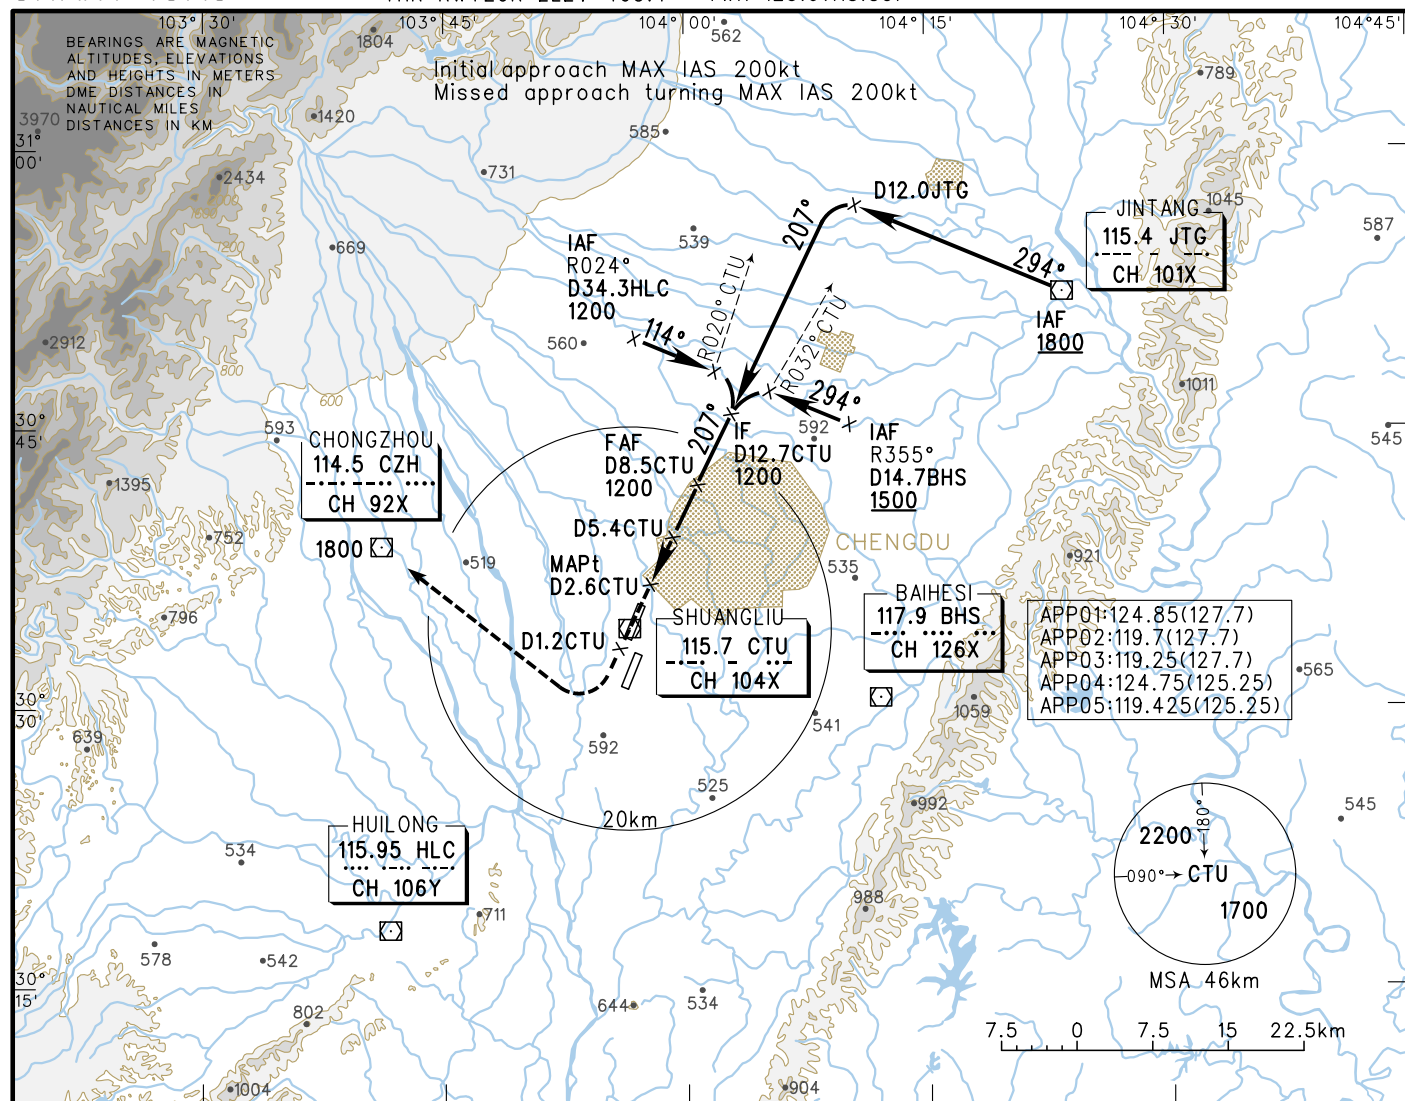 103°30'
103°45'
104°00'
104°15'
104°30'
104°45'
BEARINGS ARE MAGNETIC
ALTITUDES, ELEVATIONS
AND HEIGHTS IN METERS
DME DISTANCES IN
NAUTICAL MILES
DISTANCES IN KM
Initial approach MAX IAS 200kt
Missed approach turning MAX IAS 200kt
1804
562
789
3970
1420
585
31°
00'
731
2434
1800
1200
D12.0JTG
1045
587
JINTANG
115.4 JTG
CH 101X
669
539
207°
294°
IAF
R024°
D34.3HLC
1200
R020° CTU
IAF
1800
114°
R032° CTU
2912
560
800
600
1011
294°
30°
45'
593
207°
592
545
CHONGZHOU
114.5 CZH
CH 92X
FAF
D8.5CTU
1200
IF
D12.7CTU
1200
IAF
R355°
D14.7BHS
1500
1395
752
D5.4CTU
CHENGDU
921
1800
519
MAPt
D2.6CTU
535
796
SHUANGLIU
115.7 CTU
CH 104X
BAIHESI
117.9 BHS
CH 126X
APP01:124.85(127.7)
APP02:119.7(127.7)
APP03:119.25(127.7)
APP04:124.75(125.25)
APP05:119.425(125.25)
D1.2CTU
565
30°
30'
1059
541
639
592
525
992
545
20km
HUILONG
115.95 HLC
CH 106Y
534
2200
180°
090°
CTU
1700
MSA 46km
711
988
578
542
30°
15'
644
534
802
7.5 0 7.5 15 22.5km
1004
904